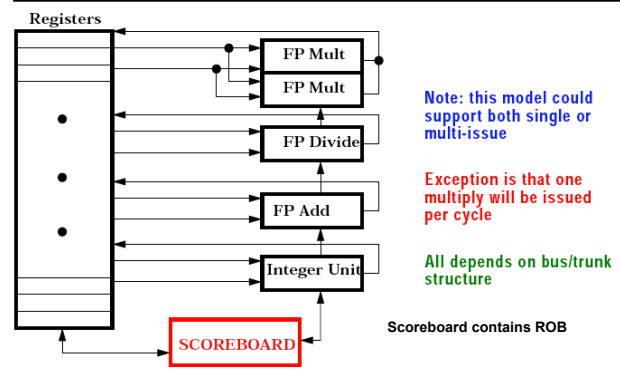 Registers
FP Mult
FP Mult
FP Divide
FP Add
Integer Unit
SCOREBOARD
Note: this model could
support both single or
multi-issue
Exception is that one
multiply will be issued
per cycle
All depends on bus/trunk
structure
Scoreboard contains ROB